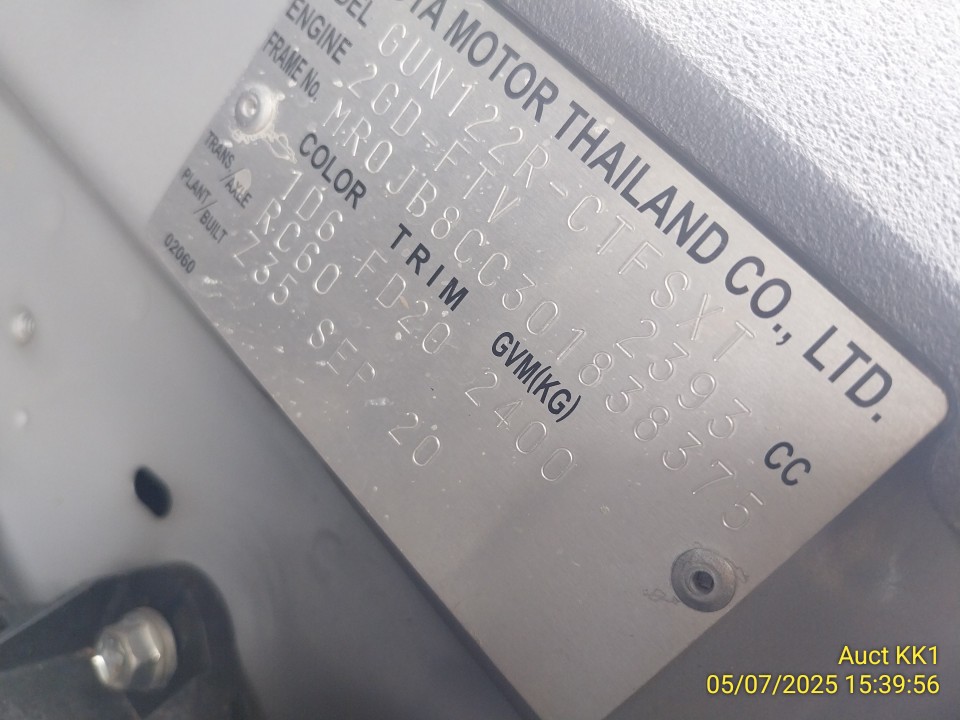 OTA MOTOR THAILAND CO., LTD.
DEL GUN122R-CTFSXT
ENGINE 2GD-FTV 2393 CC
FRAME No. MR0JB8CC301838375
COLOR TRIM GVM(KG)
1D6 FD20 2400
TRANS/AXLE RC60
PLANT/BUILT Z35 SEP 20
02060
Auct KK1
05/07/2025 15:39:56